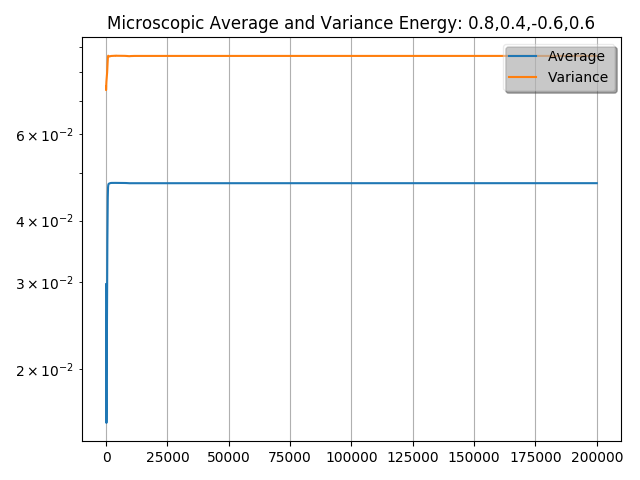 Microscopic Average and Variance Energy: 0.8,0.4,-0.6,0.6
Average
Variance
6 × 10⁻²
4 × 10⁻²
3 × 10⁻²
2 × 10⁻²
0 25000 50000 75000 100000 125000 150000 175000 200000